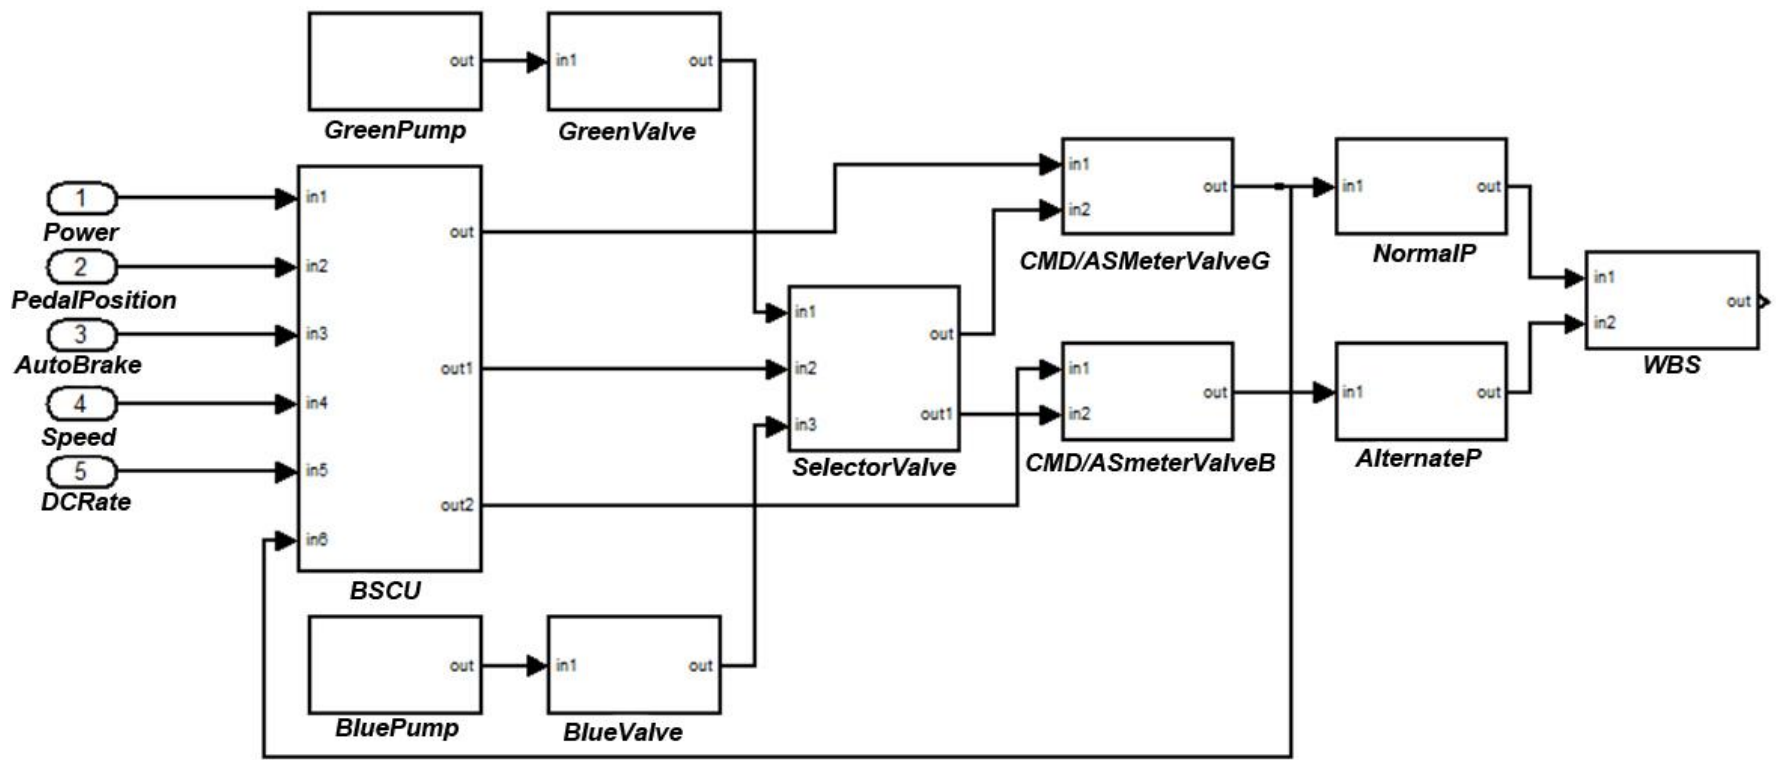 out
GreenPump
in1
out
GreenValve
1
Power
2
PedalPosition
3
AutoBrake
4
Speed
5
DCRate
in1
in2
in3
in4
in5
in6
out
out1
out2
BSCU
out
BluePump
in1
out
BlueValve
in1
in2
in3
out
out1
SelectorValve
in1
in2
out
CMD/ASMeterValveG
in1
in2
out
CMD/ASmeterValveB
in1
out
NormalP
in1
out
AlternateP
in1
in2
out
WBS